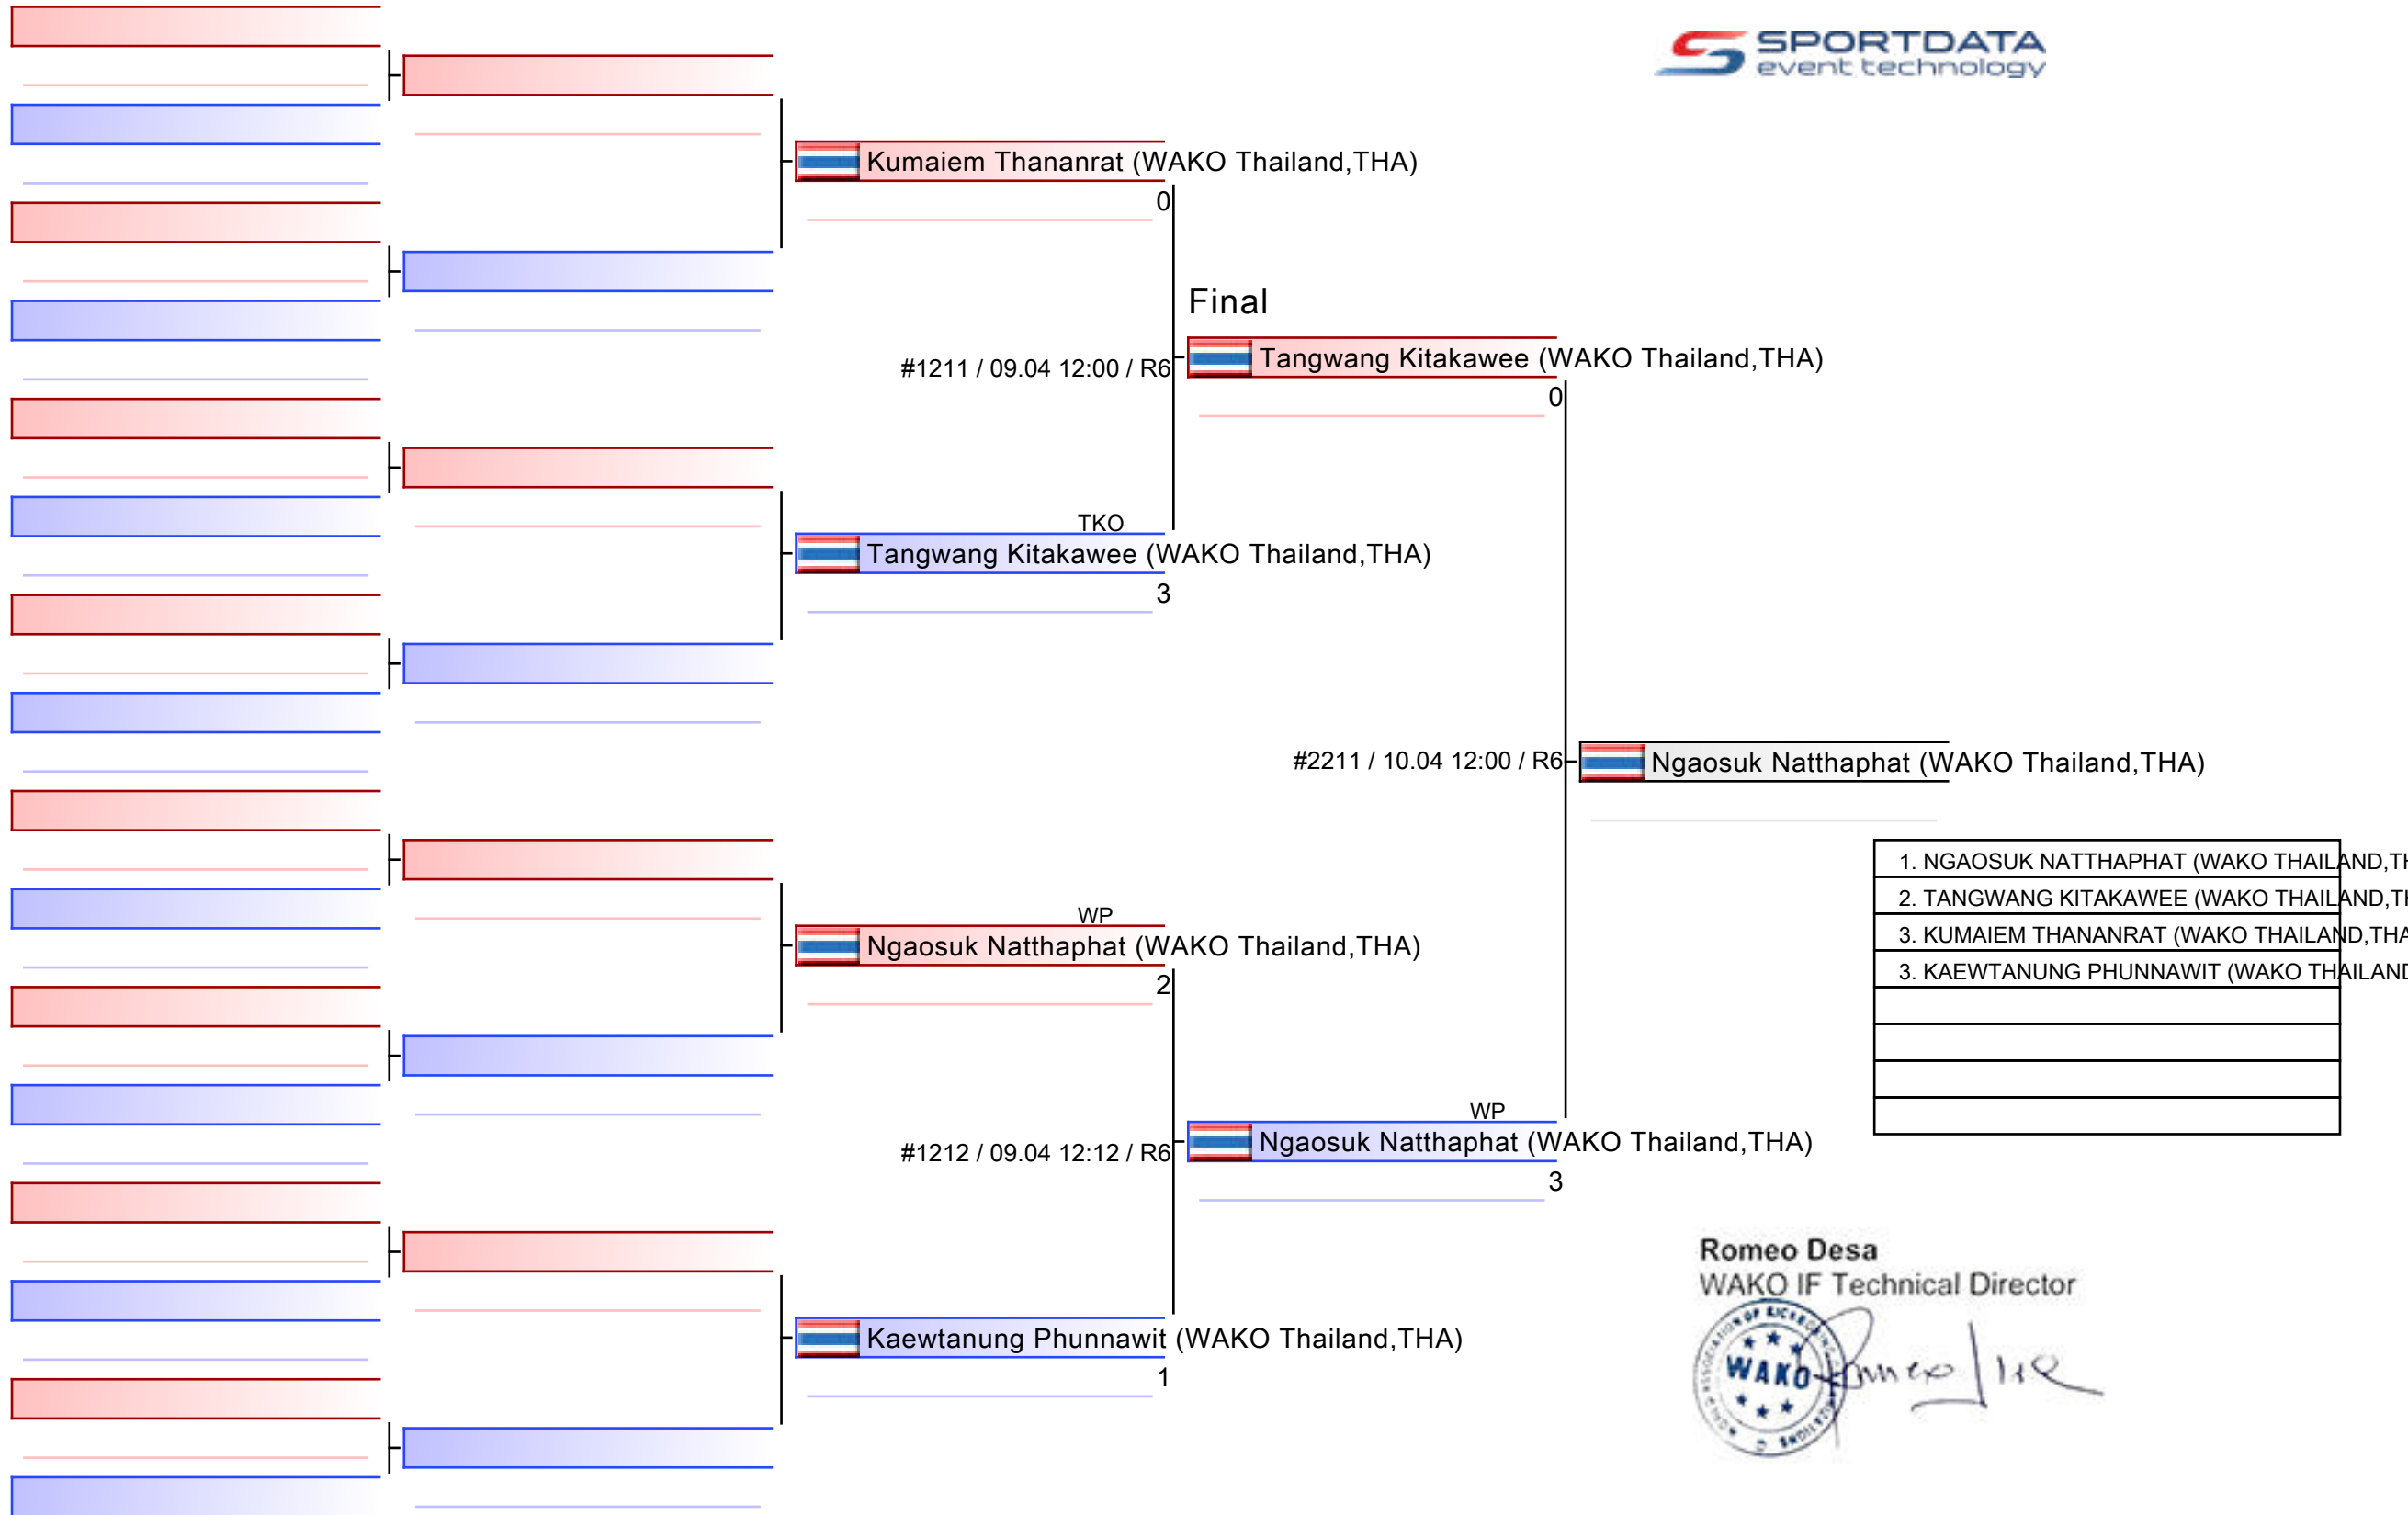 SPORTDATA
event technology
Kumaiem Thananrat (WAKO Thailand,THA)
0
Final
#1211 / 09.04 12:00 / R6
Tangwang Kitakawee (WAKO Thailand,THA)
0
TKO
Tangwang Kitakawee (WAKO Thailand,THA)
3
#2211 / 10.04 12:00 / R6
Ngaosuk Natthaphat (WAKO Thailand,THA)
1. NGAOSUK NATTHAPHAT (WAKO THAILAND,TH
2. TANGWANG KITAKAWEE (WAKO THAILAND,TH
3. KUMAIEM THANANRAT (WAKO THAILAND,THA
3. KAEWTANUNG PHUNNAWIT (WAKO THAILAND
WP
Ngaosuk Natthaphat (WAKO Thailand,THA)
2
WP
#1212 / 09.04 12:12 / R6
Ngaosuk Natthaphat (WAKO Thailand,THA)
3
Kaewtanung Phunnawit (WAKO Thailand,THA)
1
Romeo Desa
WAKO IF Technical Director
WAKO